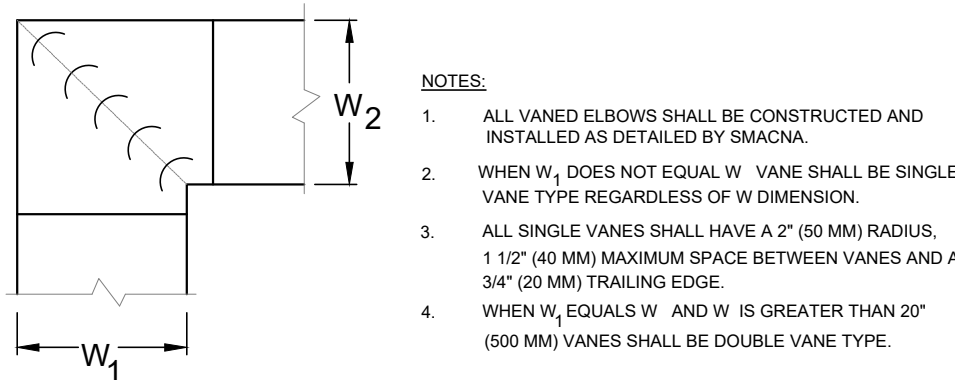 W2
W1
NOTES:
1. ALL VANED ELBOWS SHALL BE CONSTRUCTED AND
INSTALLED AS DETAILED BY SMACNA.
2. WHEN W1 DOES NOT EQUAL W VANE SHALL BE SINGLE
VANE TYPE REGARDLESS OF W DIMENSION.
3. ALL SINGLE VANES SHALL HAVE A 2" (50 MM) RADIUS,
1 1/2" (40 MM) MAXIMUM SPACE BETWEEN VANES AND A
3/4" (20 MM) TRAILING EDGE.
4. WHEN W1 EQUALS W AND W IS GREATER THAN 20"
(500 MM) VANES SHALL BE DOUBLE VANE TYPE.